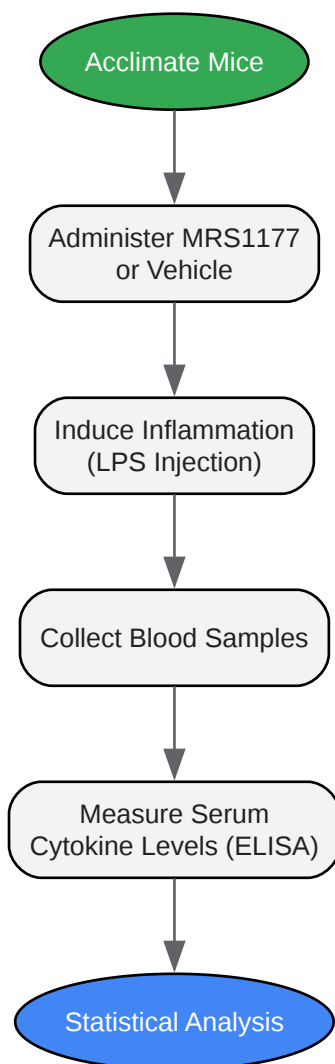 Acclimate Mice
Administer MRS1177
or Vehicle
Induce Inflammation
(LPS Injection)
Collect Blood Samples
Measure Serum
Cytokine Levels (ELISA)
Statistical Analysis